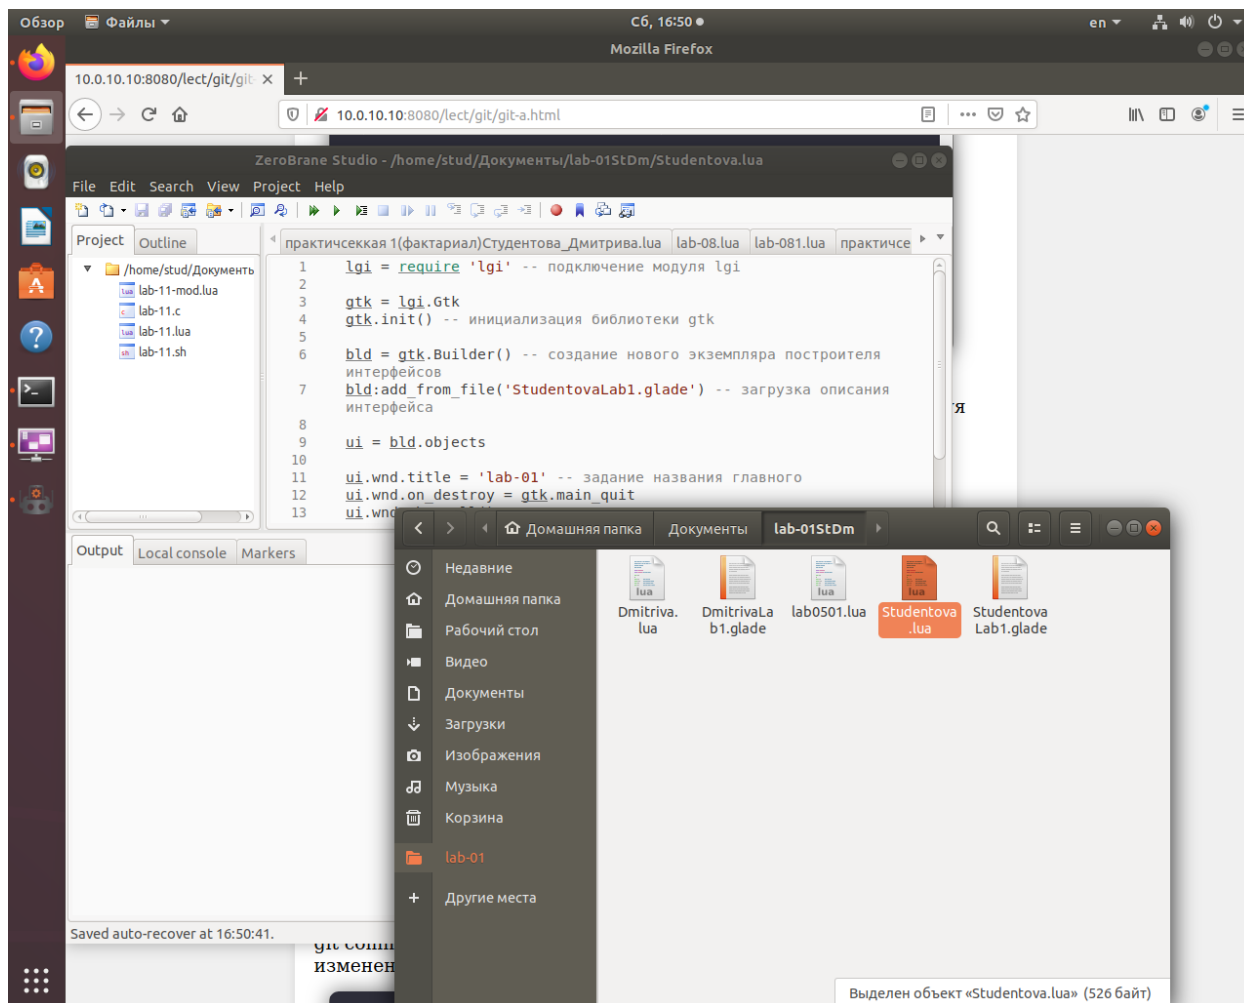 Обзор Файлы Сб, 16:50 en
Mozilla Firefox
10.0.10.10:8080/lect/git/git
10.0.10.10:8080/lect/git/git-a.html
ZeroBrane Studio - /home/stud/Документы/lab-01StDm/Studentova.lua
File Edit Search View Project Help
Project Outline
практичсеккая 1(фактариал)Студентова_Дмитрива.lua lab-08.lua lab-081.lua практичсе
/home/stud/Документь
lab-11-mod.lua
lab-11.c
lab-11.lua
lab-11.sh
1 lgi = require 'lgi' -- подключение модуля lgi
2
3 gtk = lgi.Gtk
4 gtk.init() -- инициализация библиотеки gtk
5
6 bld = gtk.Builder() -- создание нового экземпляра построителя
интерфейсов
7 bld:add_from_file('StudentovaLab1.glade') -- загрузка описания
интерфейса
8
9 ui = bld.objects
10
11 ui.wnd.title = 'lab-01' -- задание названия главного
12 ui.wnd.on_destroy = gtk.main_quit
13 ui.wnd
я
Output Local console Markers
Saved auto-recover at 16:50:41.
Домашняя папка Документы lab-01StDm
Недавние
Домашняя папка
Рабочий стол
Видео
Документы
Загрузки
Изображения
Музыка
Корзина
lab-01
Другие места
Dmitriva.
lua
DmitrivaLa
b1.glade
lab0501.lua
Studentova
.lua
Studentova
Lab1.glade
git comm
изменен
Выделен объект «Studentova.lua» (526 байт)